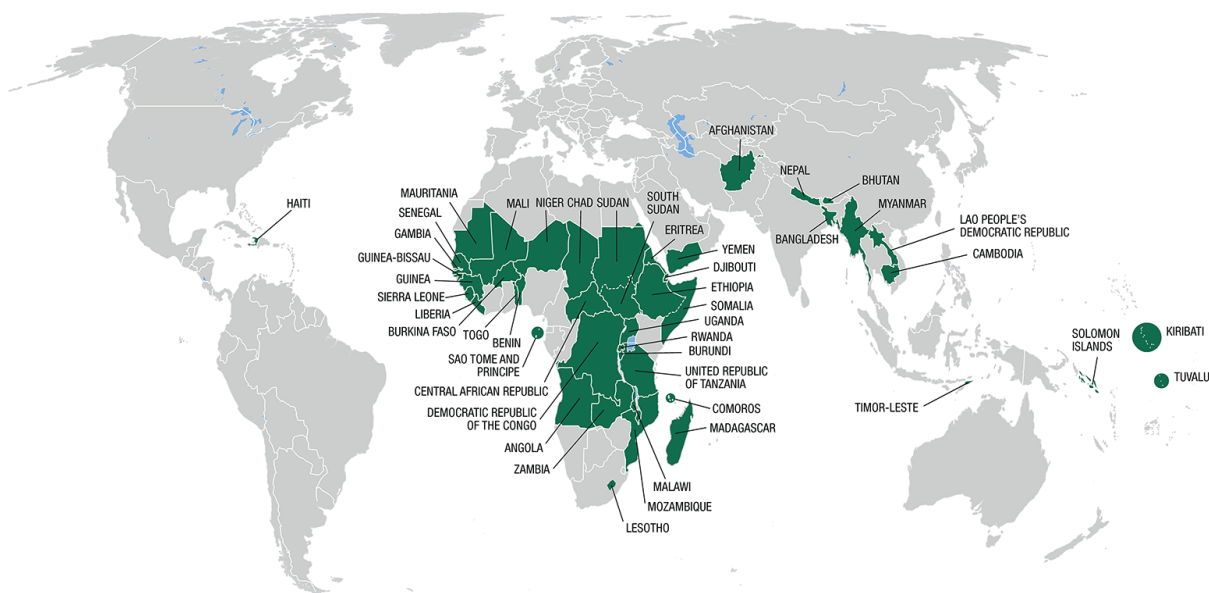 HAITI
MAURITANIA
SENEGAL
GAMBIA
GUINEA-BISSAU
GUINEA
SIERRA LEONE
LIBERIA
BURKINA FASO
TOGO
BENIN
SAO TOME AND
PRINCIPE
CENTRAL AFRICAN REPUBLIC
DEMOCRATIC REPUBLIC
OF THE CONGO
ANGOLA
ZAMBIA
MALI
NIGER
CHAD
SUDAN
SOUTH
SUDAN
ERITREA
YEMEN
DJIBOUTI
ETHIOPIA
SOMALIA
UGANDA
RWANDA
BURUNDI
UNITED REPUBLIC
OF TANZANIA
COMOROS
MADAGASCAR
MALAWI
MOZAMBIQUE
LESOTHO
AFGHANISTAN
NEPAL
BHUTAN
MYANMAR
BANGLADESH
LAO PEOPLE'S
DEMOCRATIC REPUBLIC
CAMBODIA
TIMOR-LESTE
SOLOMON
ISLANDS
KIRIBATI
TUVALU